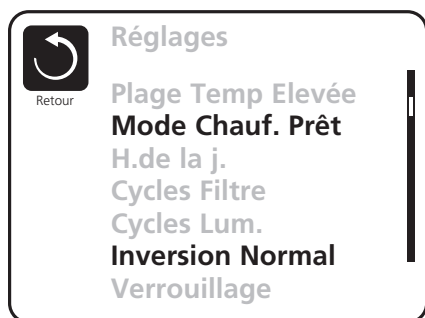 Réglages
Retour
Plage Temp Elevée
Mode Chauf. Prêt
H.de la j.
Cycles Filtre
Cycles Lum.
Inversion Normal
Verrouillage